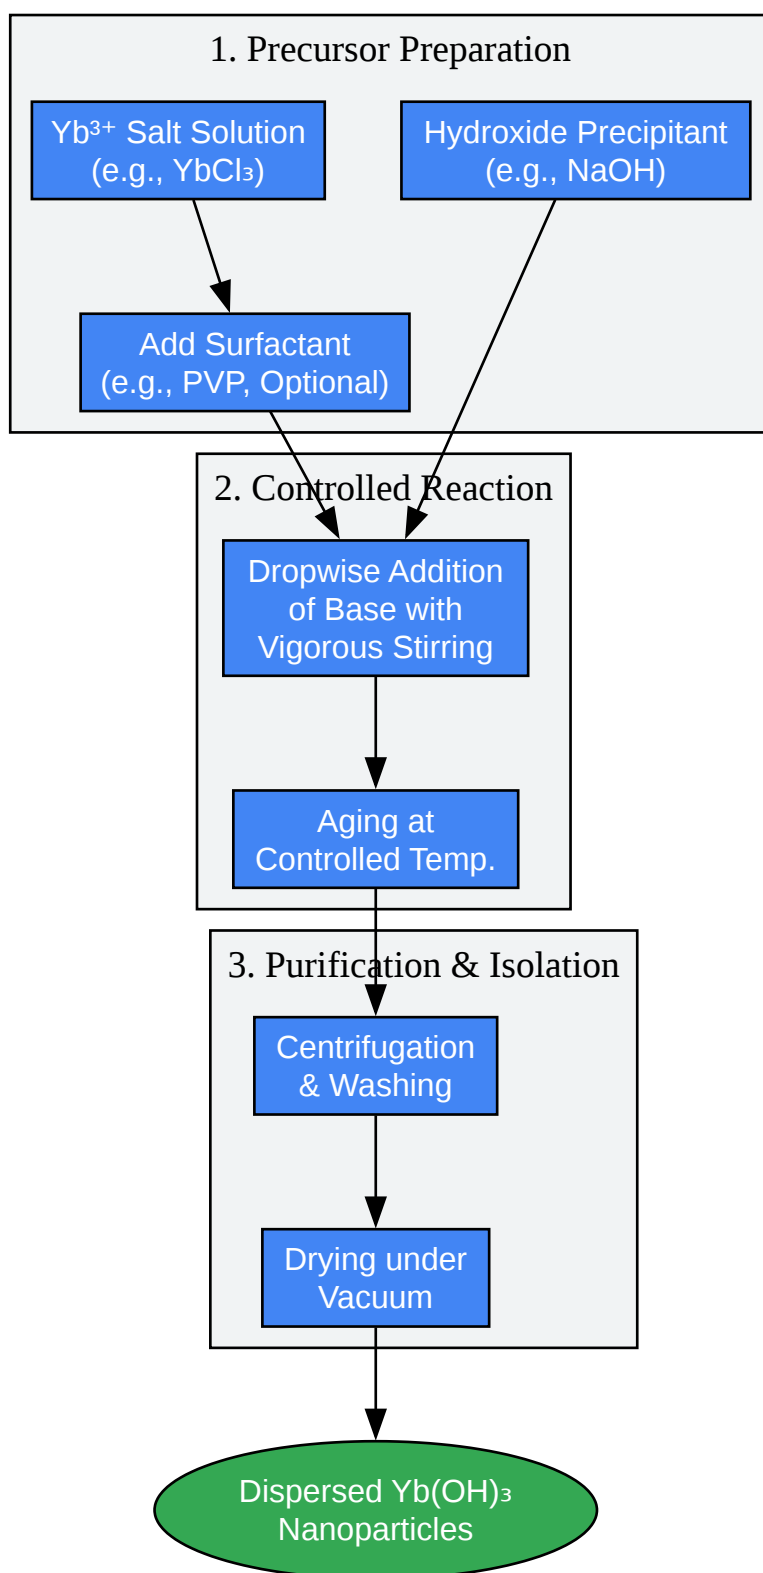 1. Precursor Preparation
Yb³⁺ Salt Solution
(e.g., YbCl₃)
Hydroxide Precipitant
(e.g., NaOH)
Add Surfactant
(e.g., PVP, Optional)
2. Controlled Reaction
Dropwise Addition
of Base with
Vigorous Stirring
Aging at
Controlled Temp.
3. Purification & Isolation
Centrifugation
& Washing
Drying under
Vacuum
Dispersed Yb(OH)₃
Nanoparticles